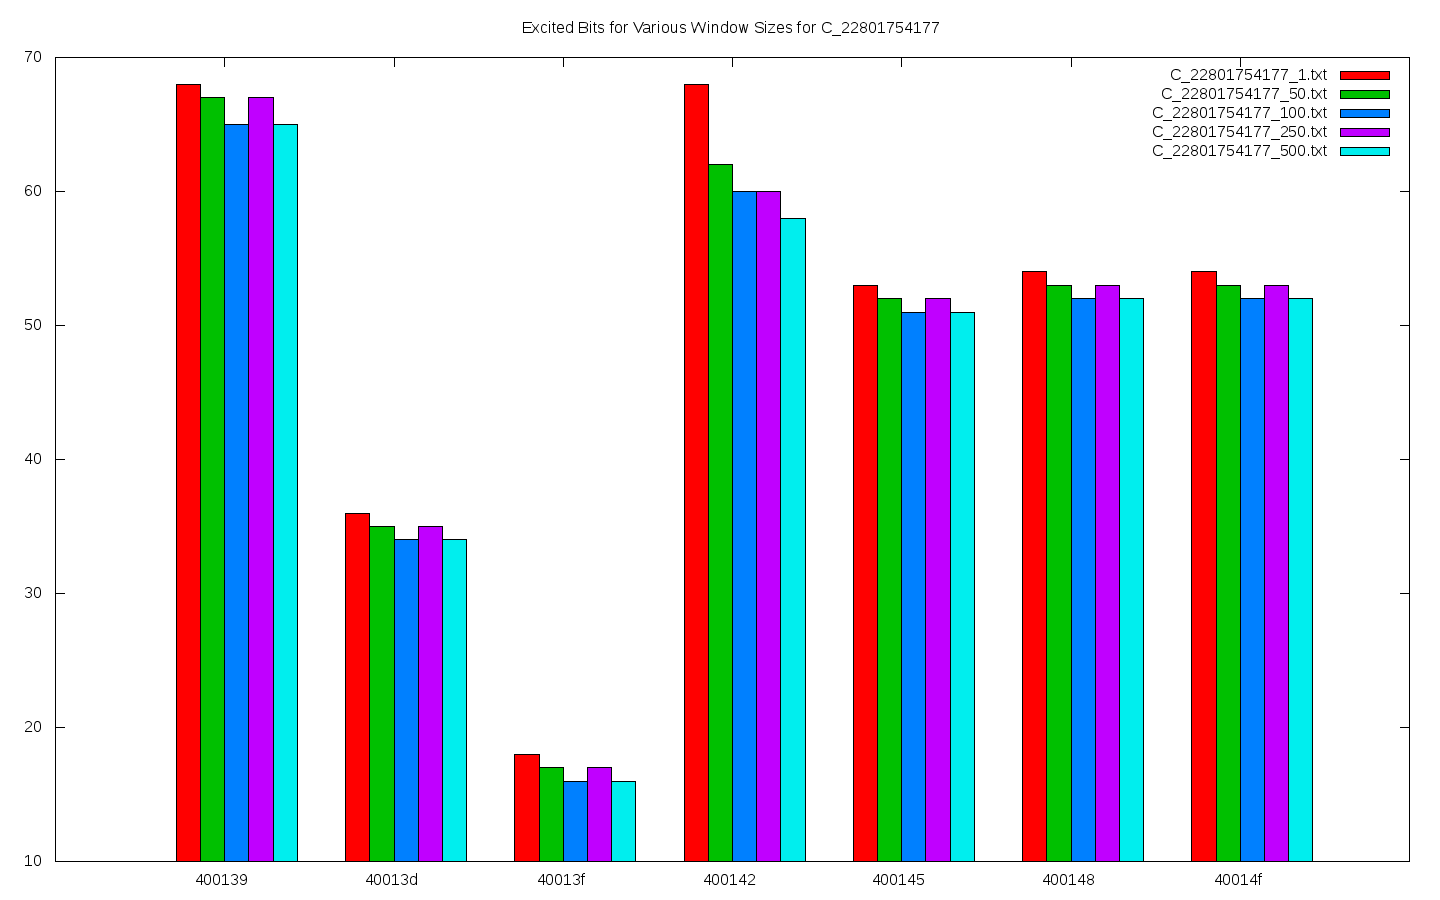 Excited Bits for Various Window Sizes for C_22801754177
70
60
50
40
30
20
10
C_22801754177_1.txt
C_22801754177_50.txt
C_22801754177_100.txt
C_22801754177_250.txt
C_22801754177_500.txt
400139 40013d 40013f 400142 400145 400148 40014f